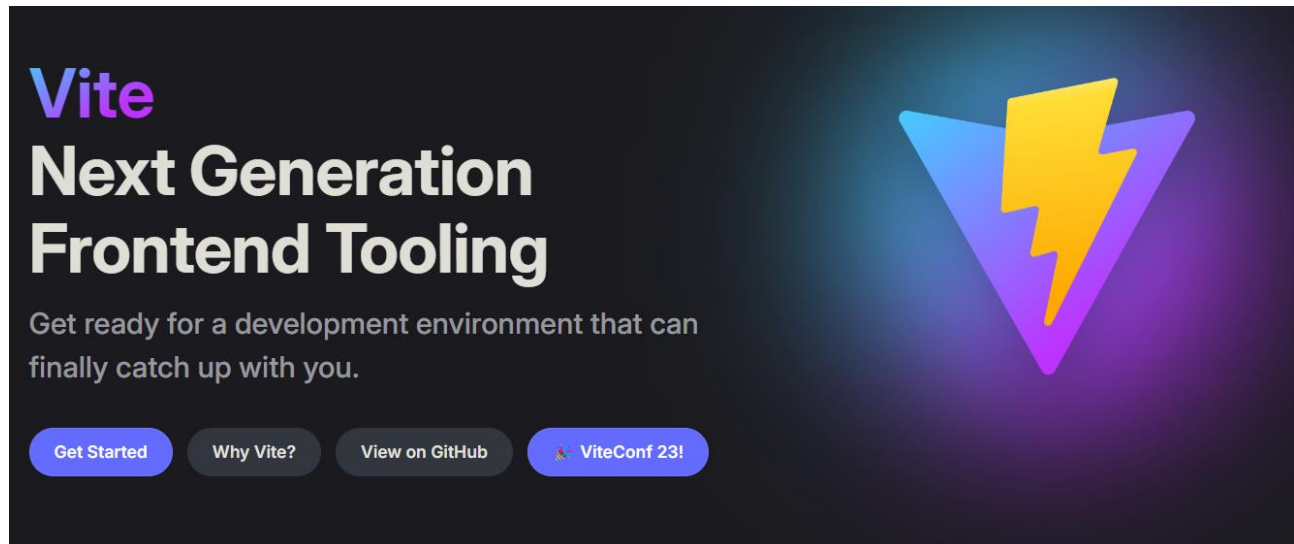 Vite
Next Generation
Frontend Tooling
Get ready for a development environment that can
finally catch up with you.
Get Started
Why Vite?
View on GitHub
🎉 ViteConf 23!